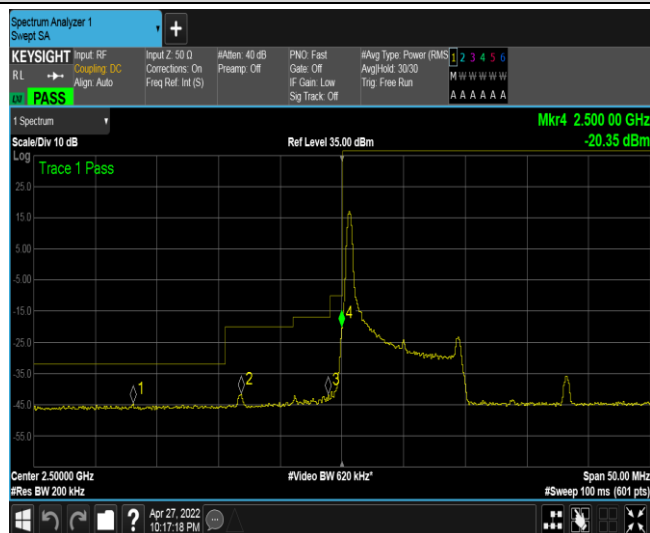 Spectrum Analyzer 1
Swept SA
KEYSIGHT
RL
Input: RF
Coupling: DC
Align: Auto
Input Z: 50 Ω
Corrections: On
Freq Ref: Int (S)
#Atten: 40 dB
Preamp: Off
PNO: Fast
Gate: Off
IF Gain: Low
Sig Track: Off
#Avg Type: Power (RMS
Avg|Hold: 30/30
Trig: Free Run
1 2 3 4 5 6
M W W W W W
A A A A A A
PASS
1 Spectrum
Mkr4 2.500 00 GHz
Scale/Div 10 dB
Ref Level 35.00 dBm
-20.35 dBm
Log
Trace 1 Pass
25.0
15.0
5.00
-5.00
-15.0
-25.0
-35.0
-45.0
-55.0
1
2
3
4
Center 2.50000 GHz
#Video BW 620 kHz*
Span 50.00 MHz
#Res BW 200 kHz
#Sweep 100 ms (601 pts)
?
Apr 27, 2022
10:17:18 PM